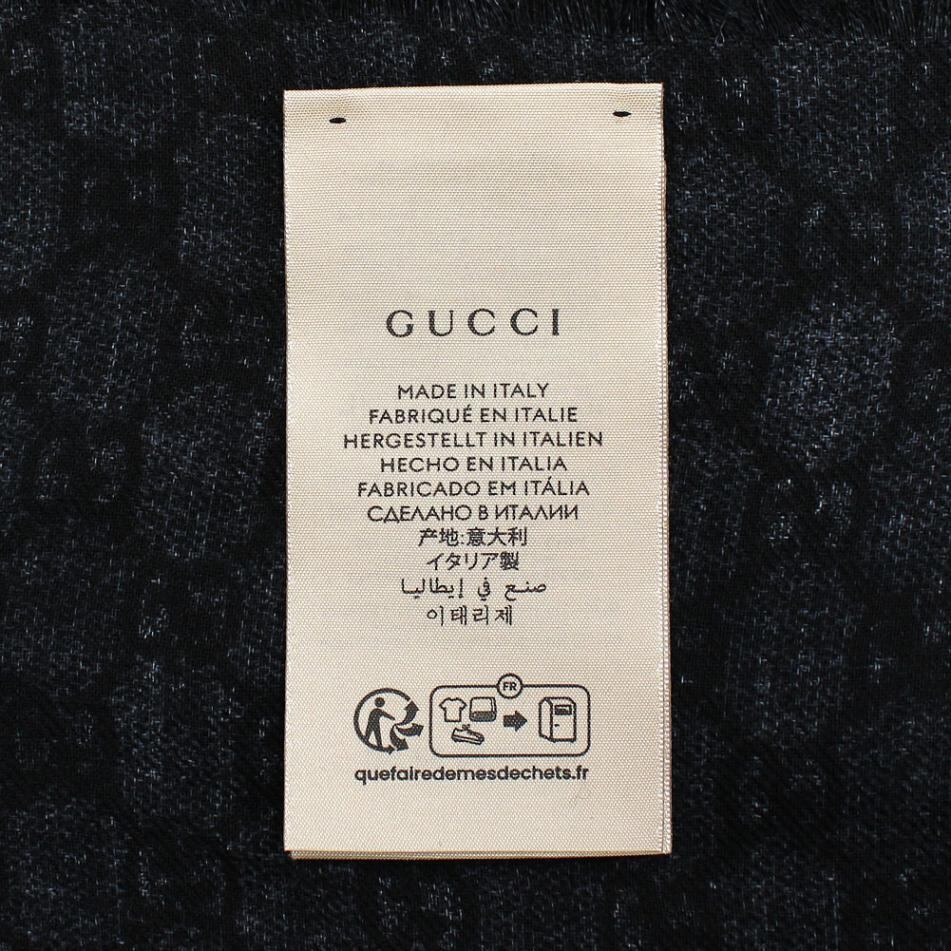 GUCCI
MADE IN ITALY
FABRIQUÉ EN ITALIE
HERGESTELLT IN ITALIEN
HECHO EN ITALIA
FABRICADO EM ITÁLIA
СДЕЛАНО В ИТАЛИИ
产地:意大利
イタリア製
صنع في إيطاليا
이태리제
FR
quefairedemesdechets.fr